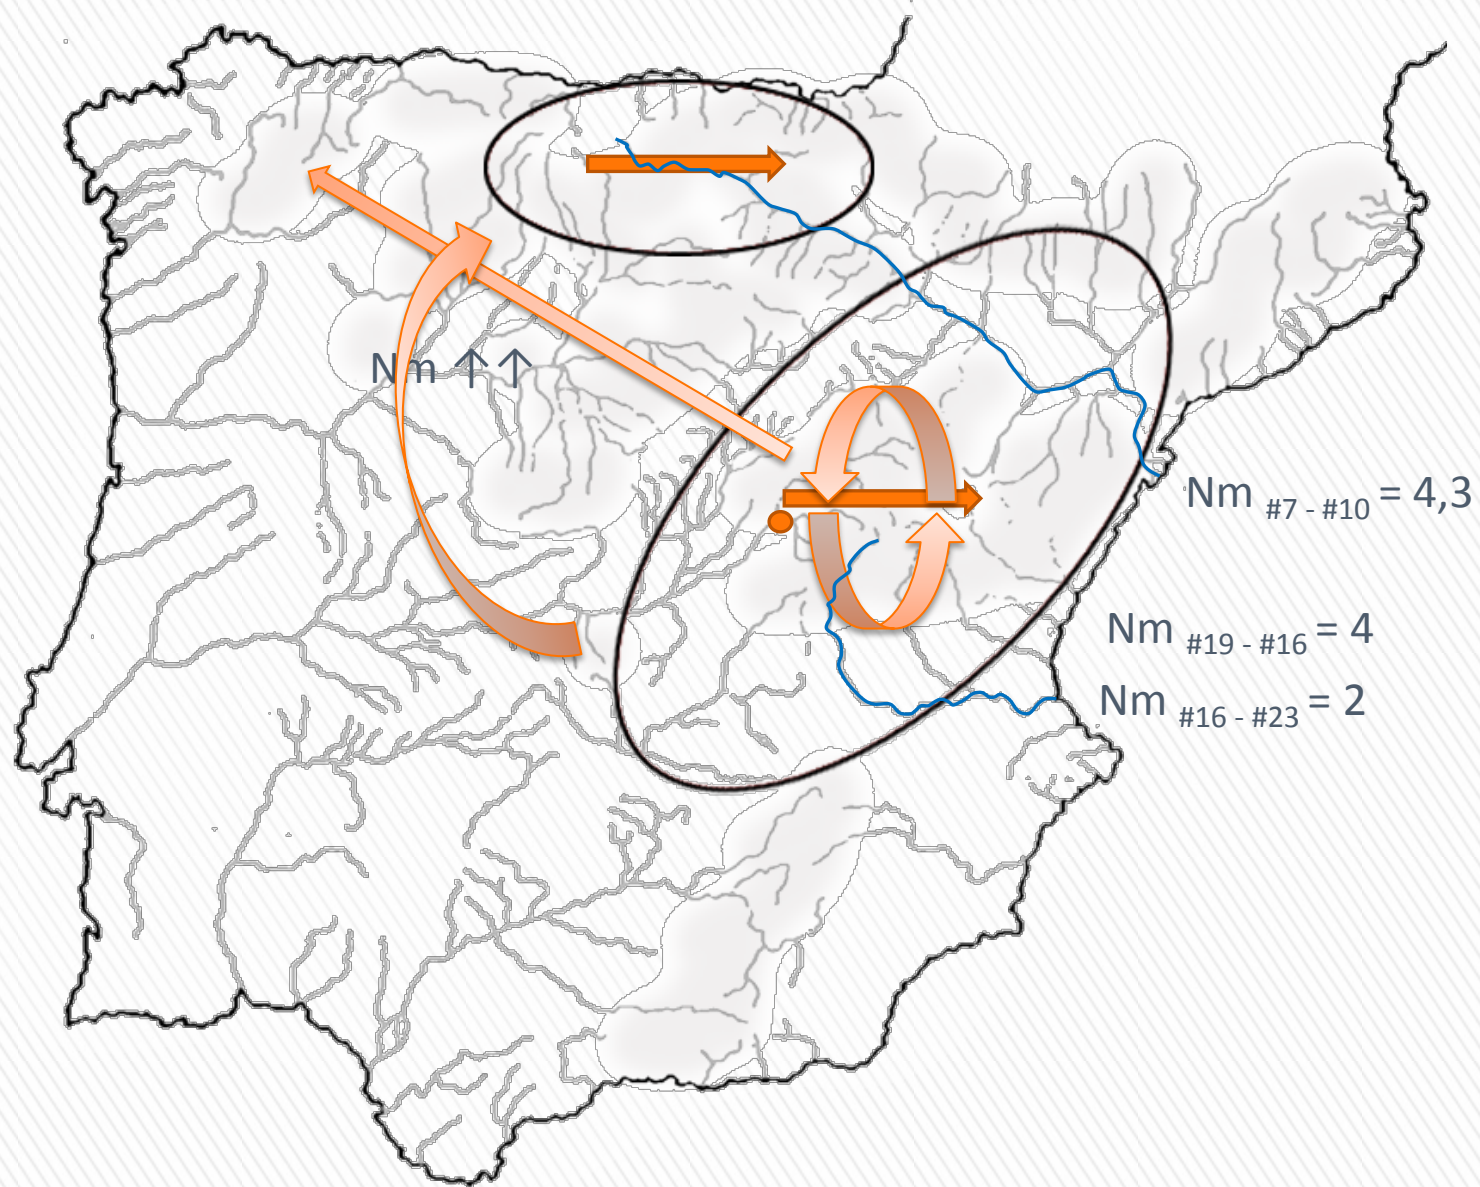 Nm ↑↑
Nm #7 - #10 = 4,3
Nm #19 - #16 = 4
Nm #16 - #23 = 2